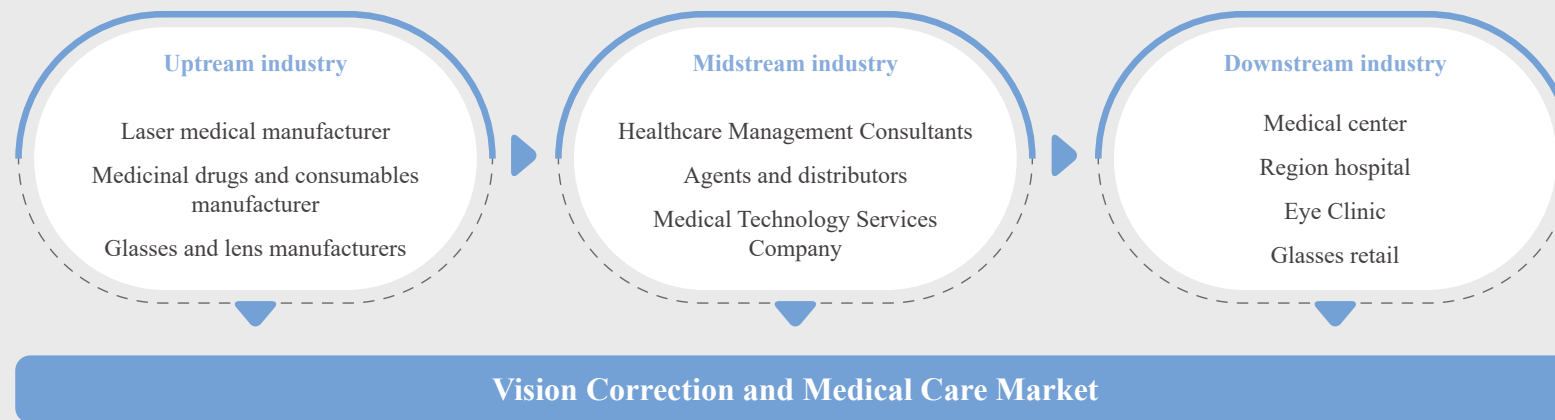 Uptream industry
Laser medical manufacturer
Medicinal drugs and consumables
manufacturer
Glasses and lens manufacturers
Midstream industry
Healthcare Management Consultants
Agents and distributors
Medical Technology Services
Company
Downstream industry
Medical center
Region hospital
Eye Clinic
Glasses retail
Vision Correction and Medical Care Market